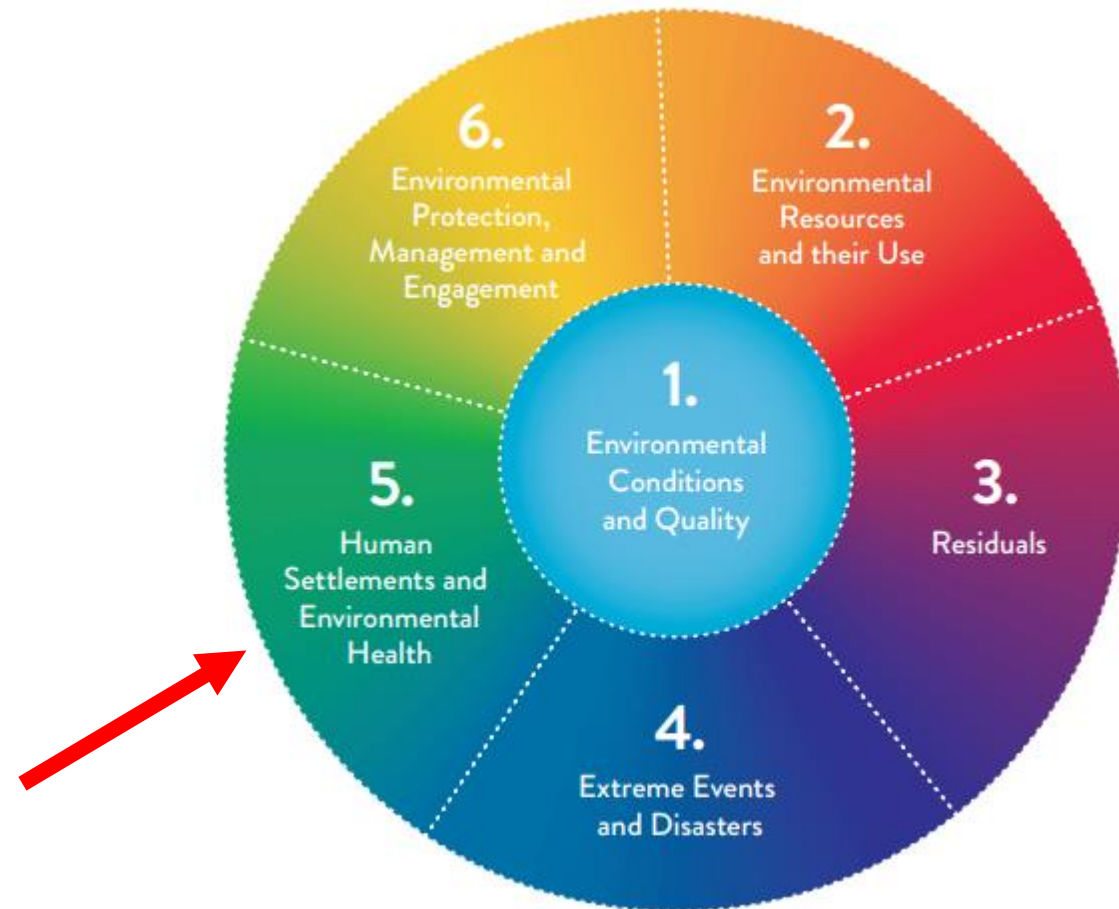 1.
Environmental
Conditions
and Quality
2.
Environmental
Resources
and their Use
3.
Residuals
4.
Extreme Events
and Disasters
5.
Human
Settlements and
Environmental
Health
6.
Environmental
Protection,
Management and
Engagement